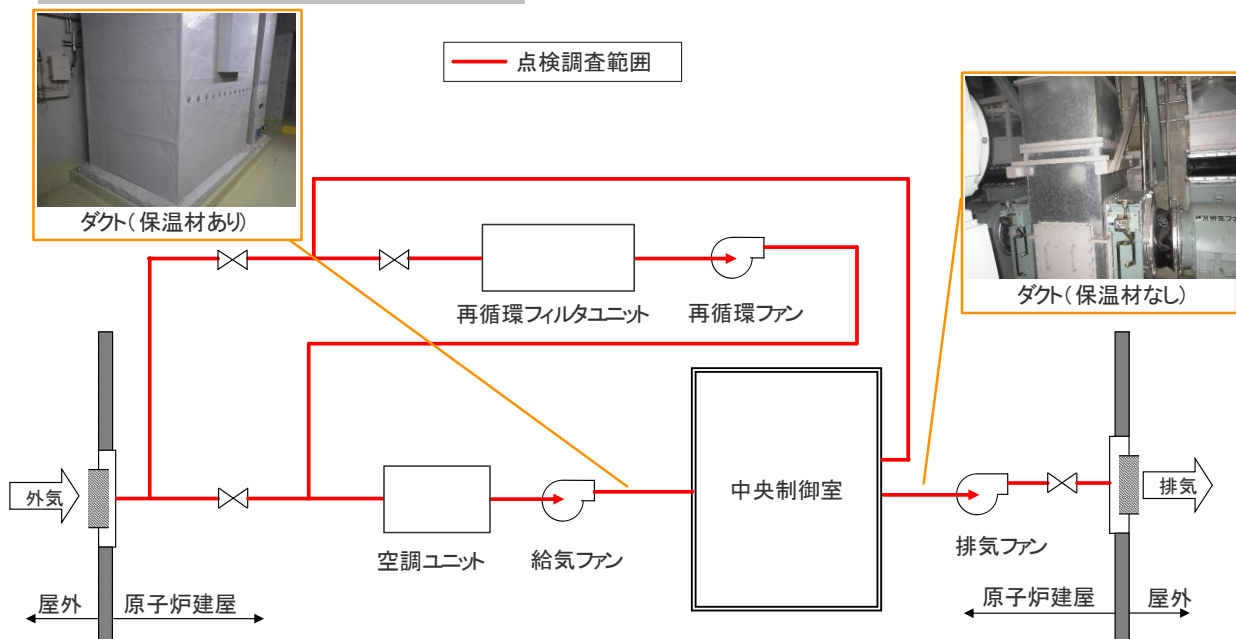 点検調査範囲
ダクト(保温材あり)
ダクト(保温材なし)
再循環フィルタユニット
再循環ファン
外気
中央制御室
排気
空調ユニット
給気ファン
排気ファン
屋外
原子炉建屋
原子炉建屋
屋外